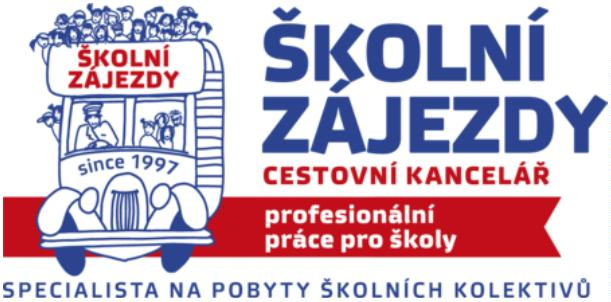 ŠKOLNÍ
ZÁJEZDY
since 1997
ŠKOLNÍ
ZÁJEZDY
CESTOVNÍ KANCELÁŘ
profesionální
práce pro školy
SPECIALISTA NA POBYTY ŠKOLNÍCH KOLEKTIVŮ